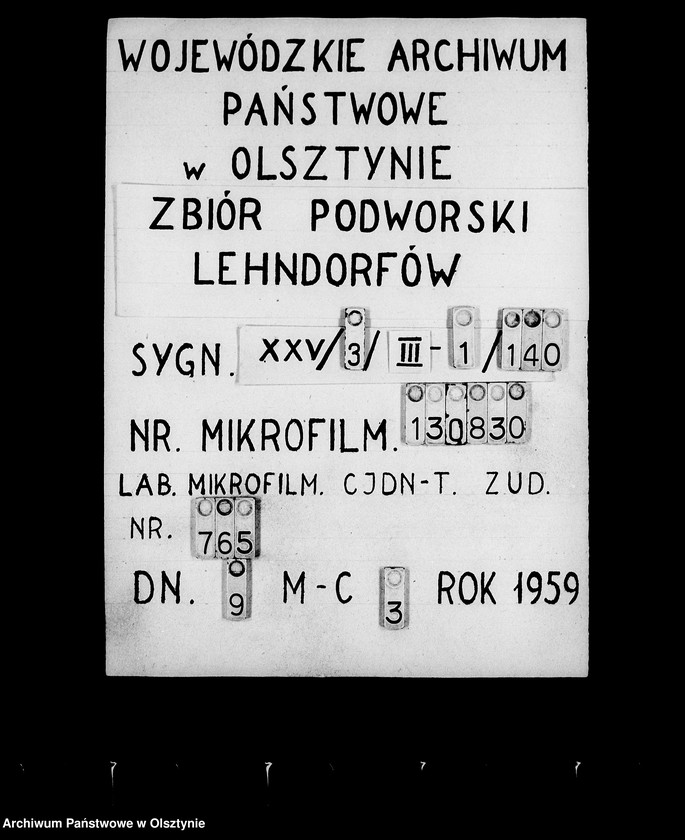 WOJEWÓDZKIE ARCHIWUM
PAŃSTWOWE
w OLSZTYNIE
ZBIÓR PODWORSKI
LEHNDORFÓW
SYGN. XXV/3/III-1/140
NR. MIKROFILM. 130830
LAB. MIKROFILM. CJDN-T. Z.U.D.
NR. 765
DN. 9 M-C 3 ROK 1959
Archiwum Państwowe w Olsztynie